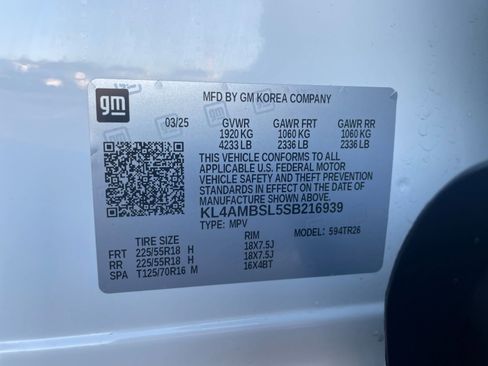 gm
MFD BY GM KOREA COMPANY
03/25 GVWR GAWR FRT GAWR RR
1920 KG 1060 KG 1060 KG
4233 LB 2336 LB 2336 LB
THIS VEHICLE CONFORMS TO ALL
APPLICABLE U.S. FEDERAL MOTOR
VEHICLE SAFETY AND THEFT PREVENTION
STANDARDS IN EFFECT ON THE DATE OF
MANUFACTURE SHOWN ABOVE.
KL4AMBSL5SB216939
TYPE: MPV
TIRE SIZE RIM 594TR26
FRT 225/55R18 H 18X7.5J
RR 225/55R18 H 18X7.5J
SPA T125/70R16 M 16X4BT